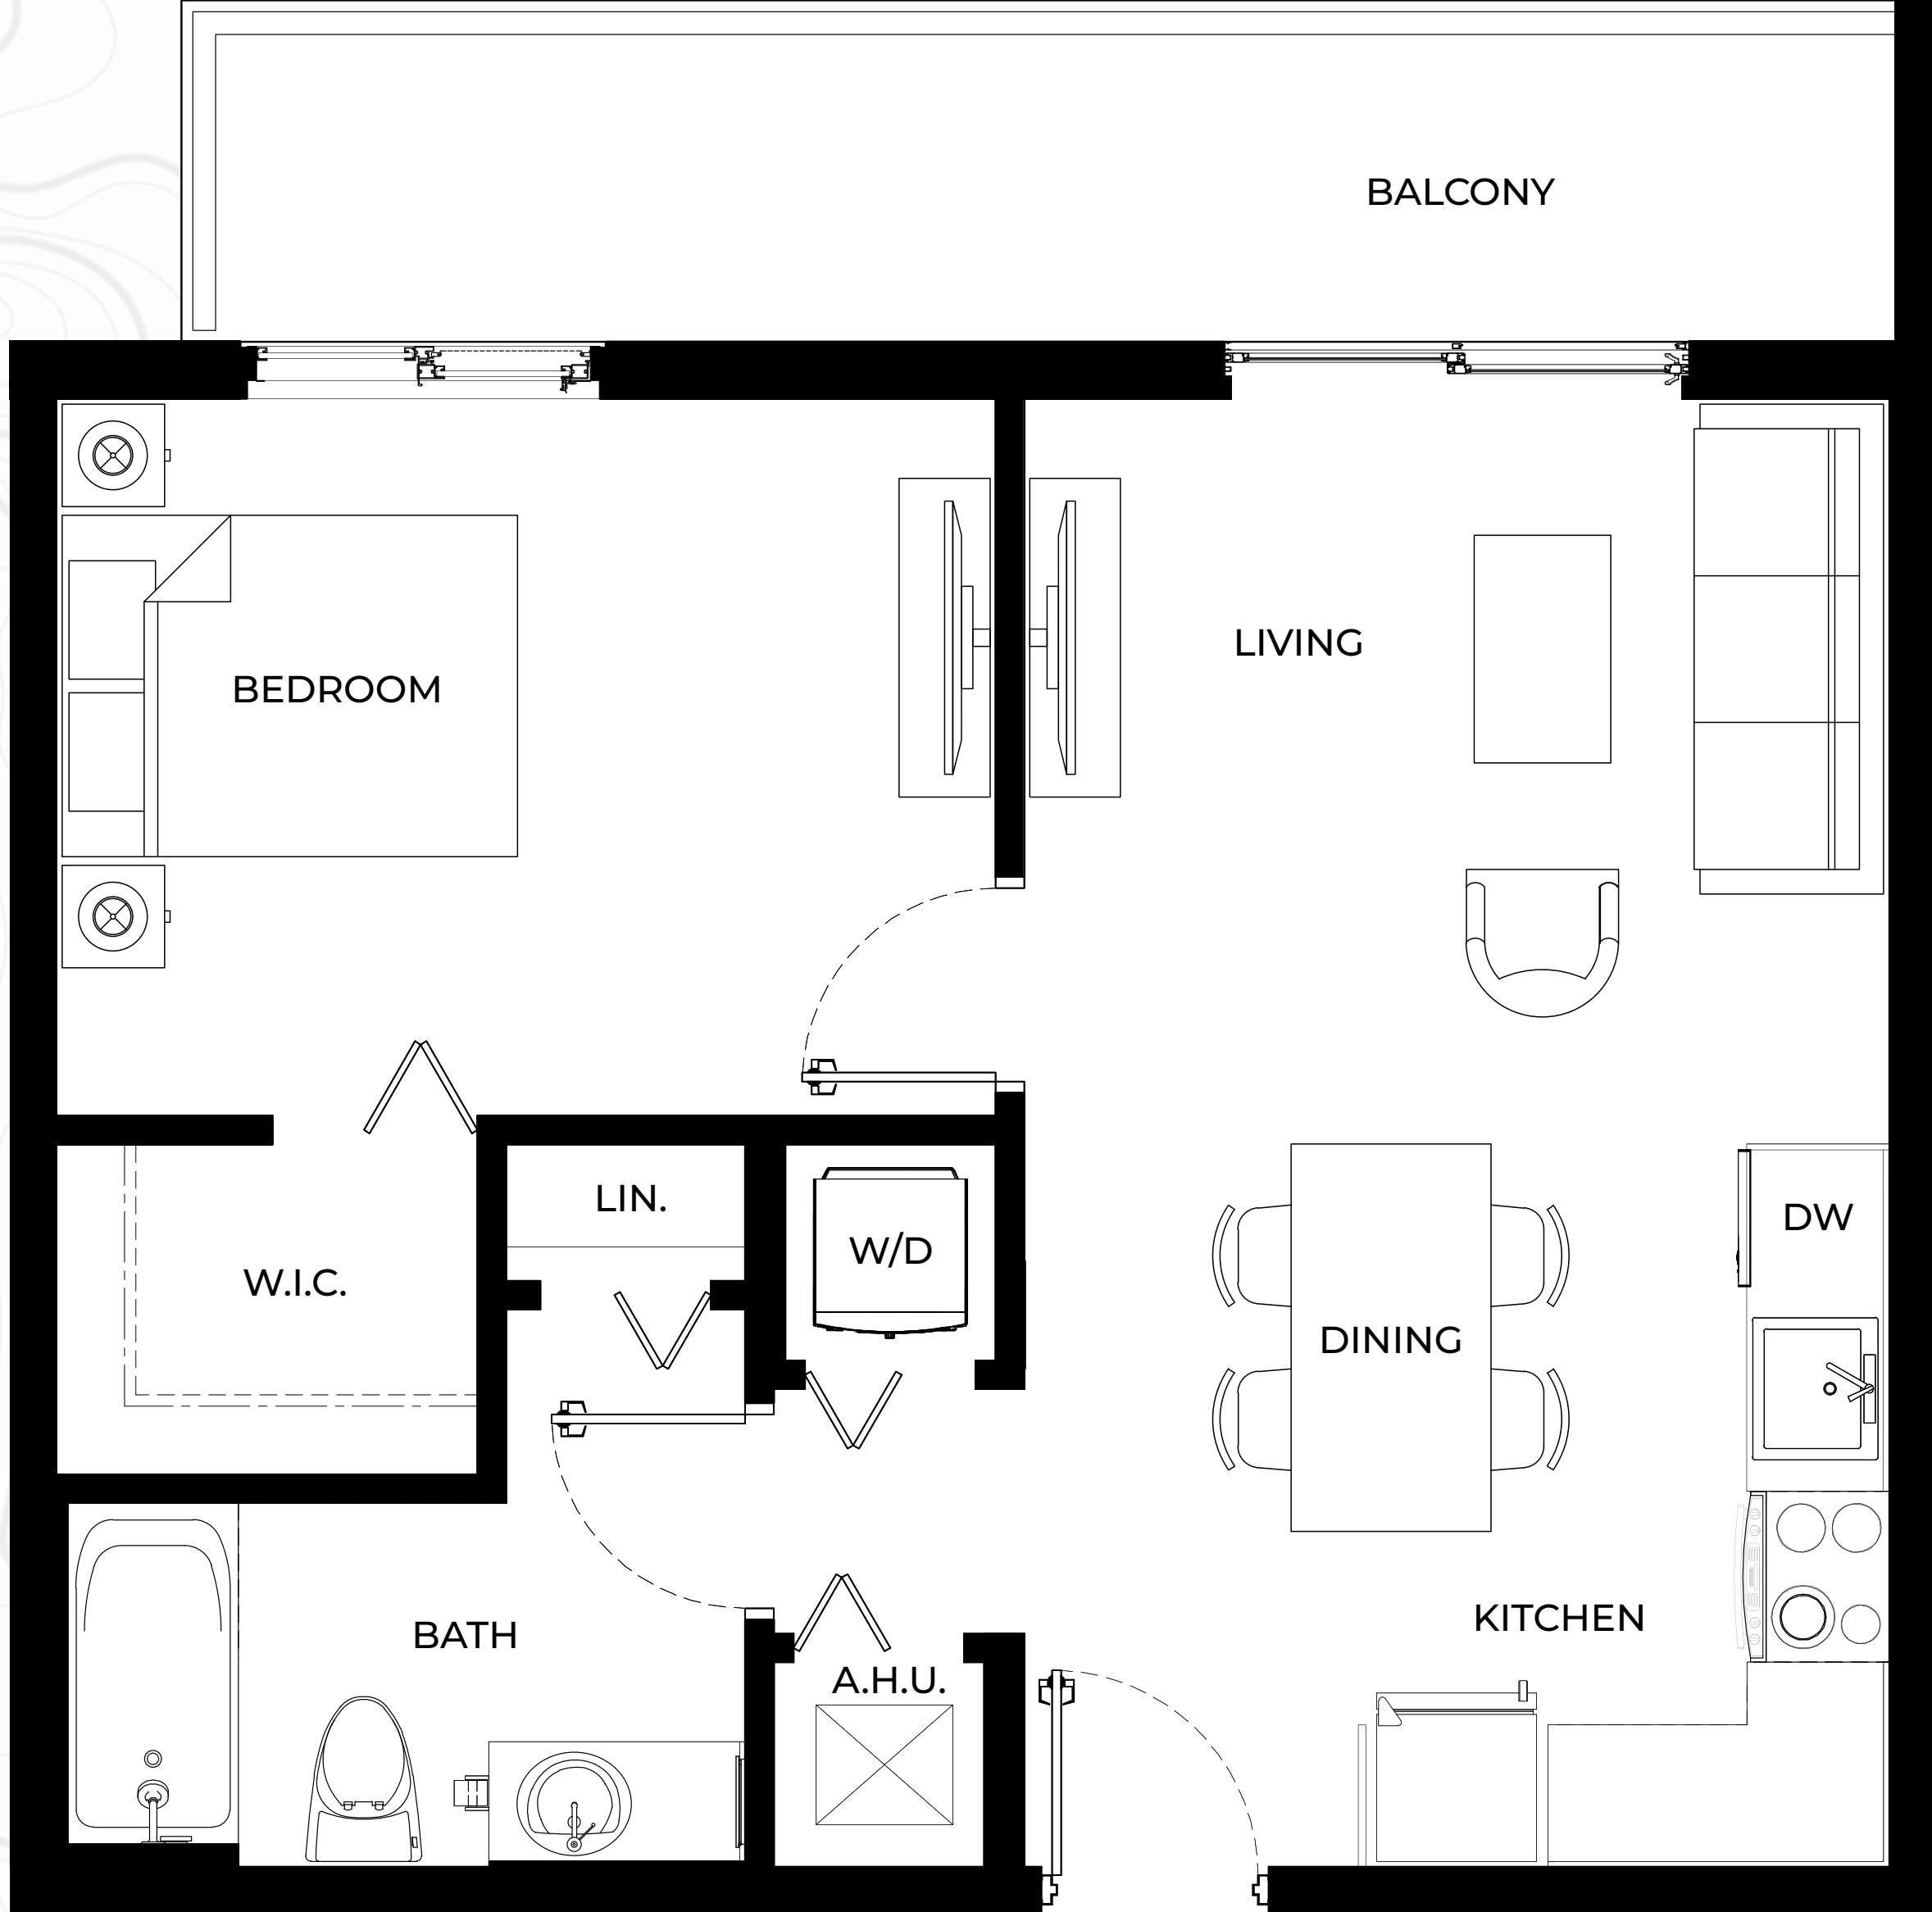 BALCONY
LIVING
BEDROOM
LIN.
DW
W/D
W.I.C.
DINING
KITCHEN
BATH
A.H.U.